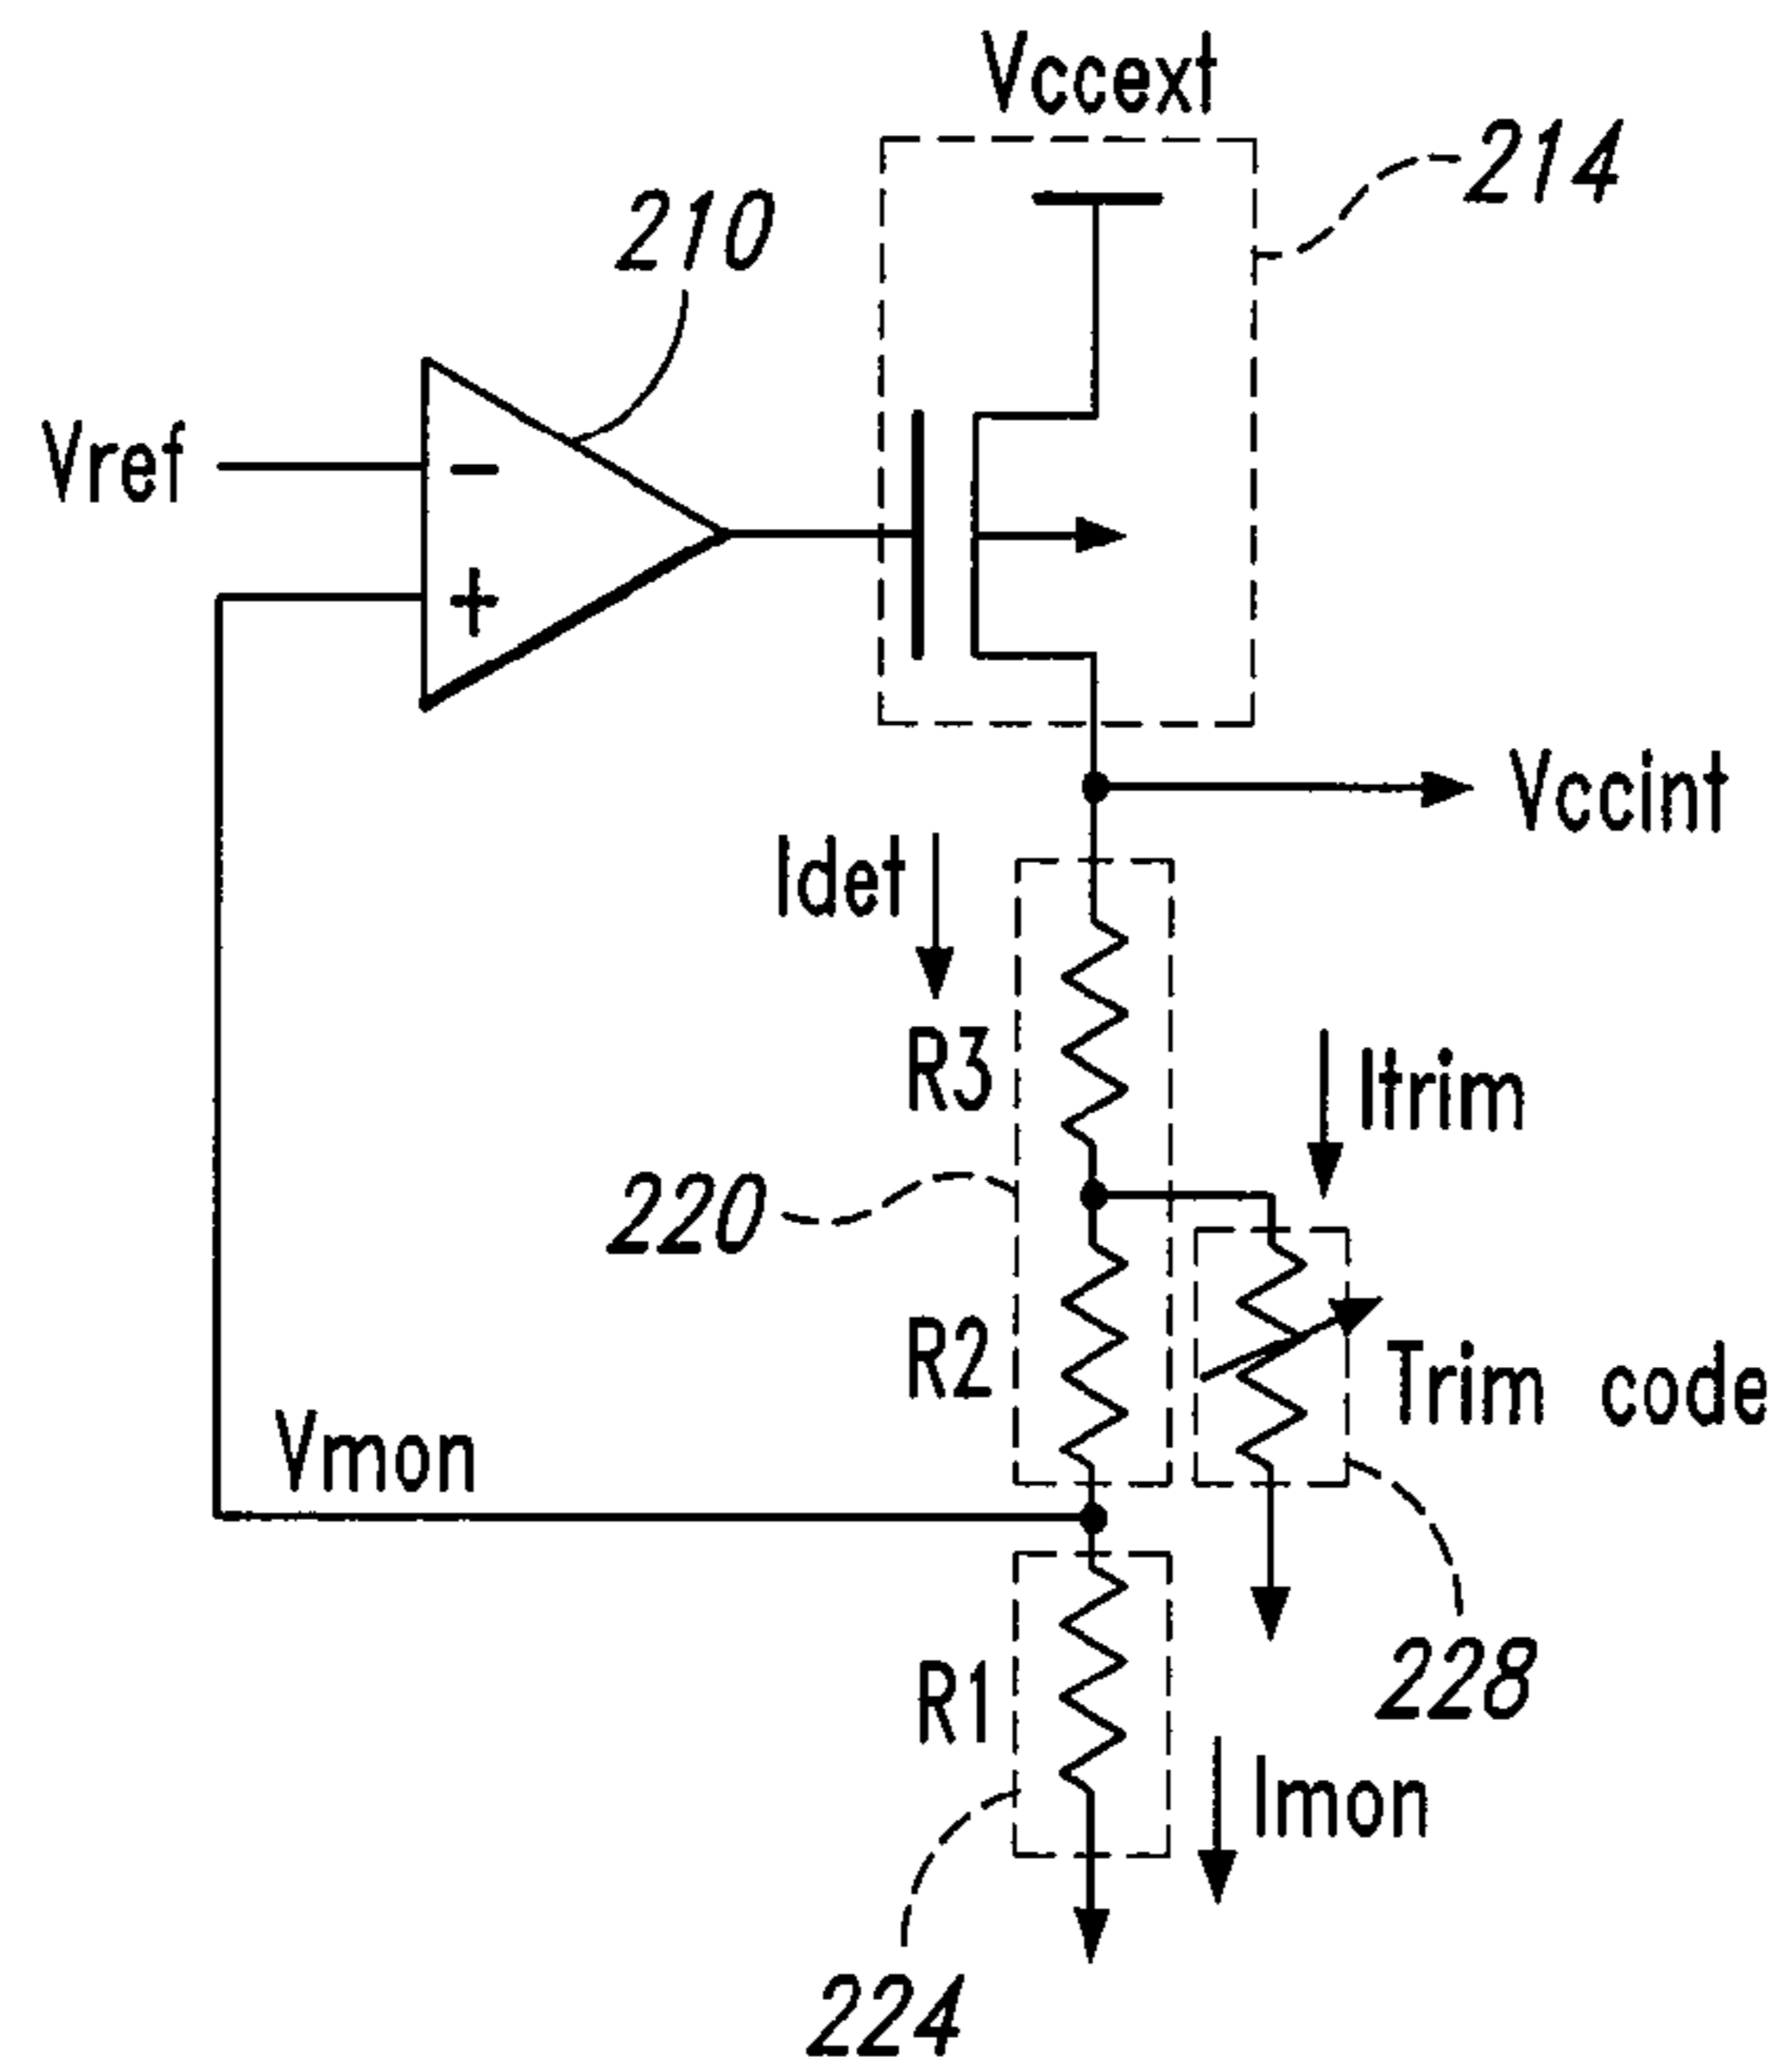 Vccext
214
210
Vref
-
+
Vccint
Idet
R3
Itrim
220
R2
Trim code
Vmon
228
R1
Imon
224